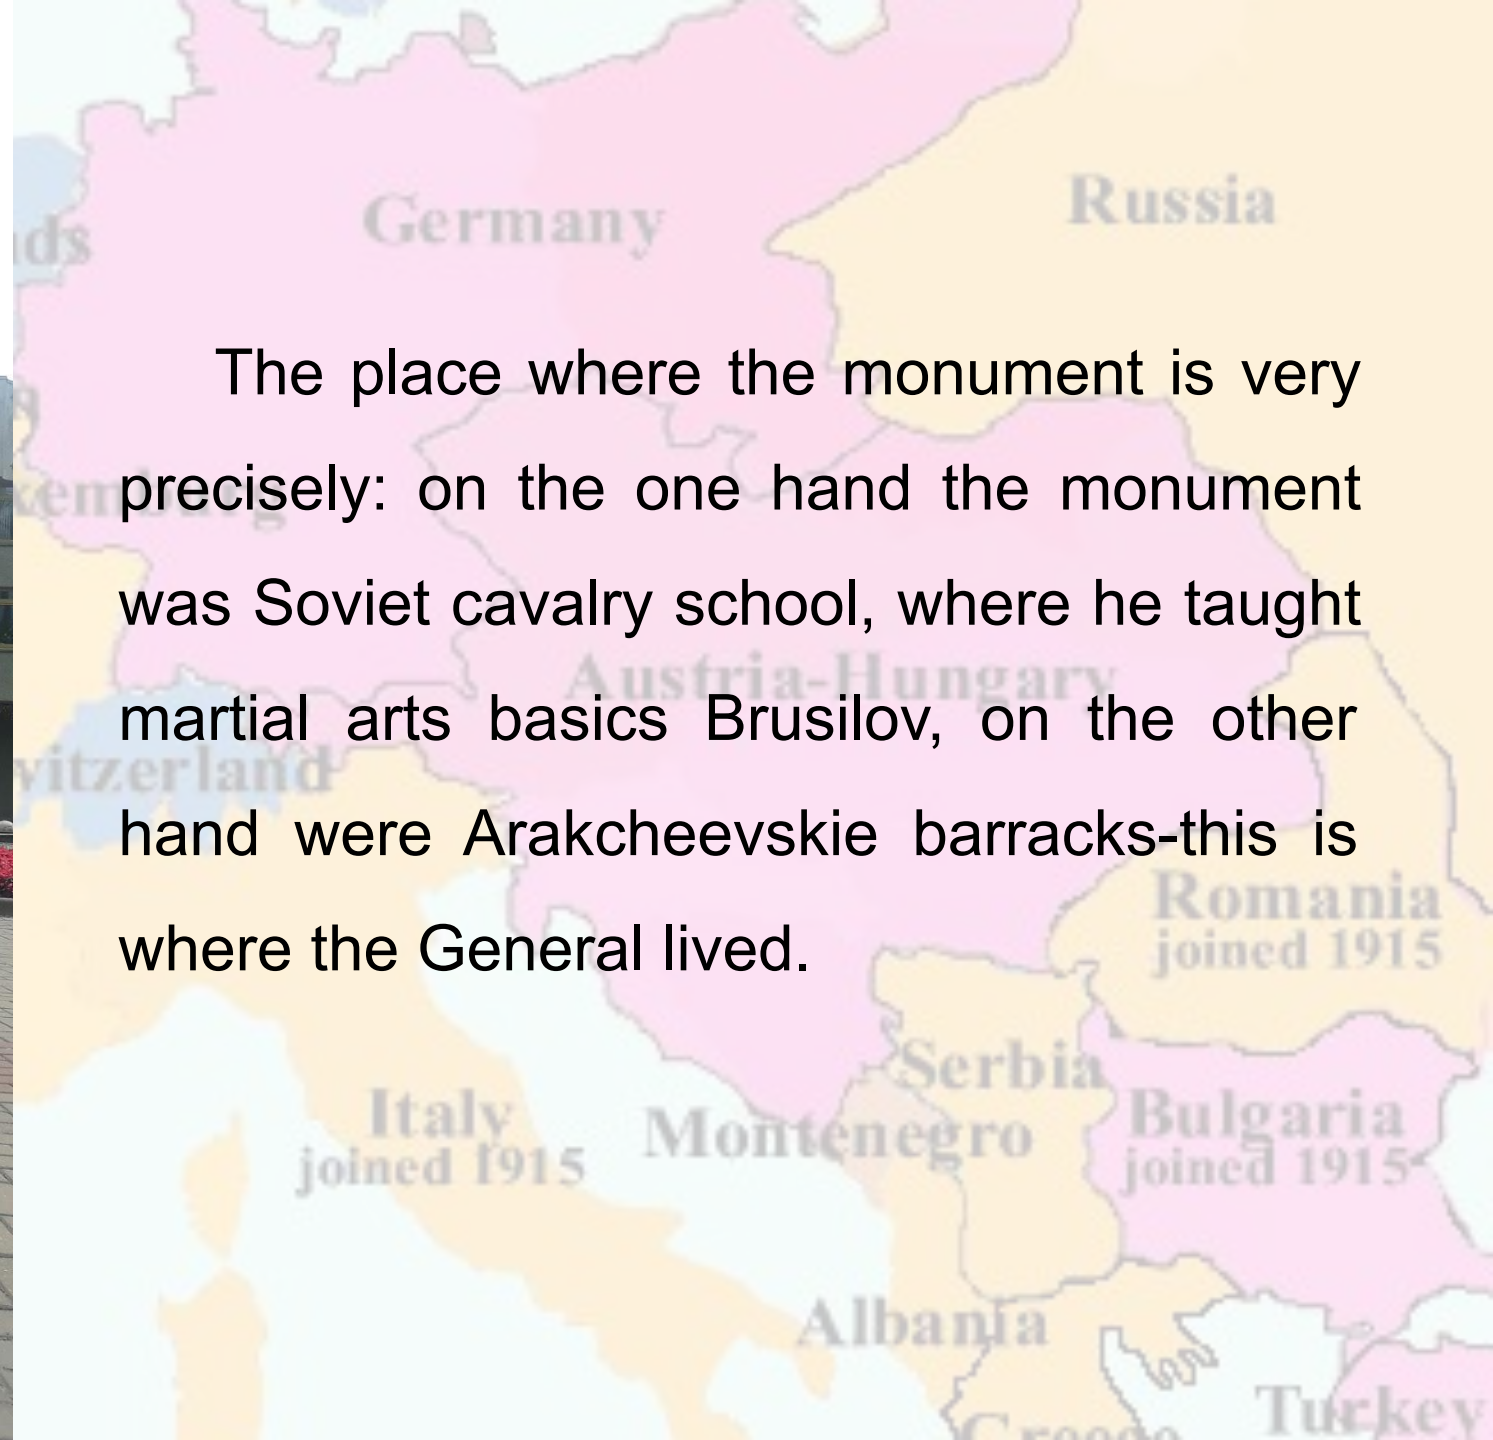 Germany
Russia
The place where the monument is very
precisely: on the one hand the monument
was Soviet cavalry school, where he taught
Austria-Hungary
martial arts basics Brusilov, on the other
hand were Arakcheevskie barracks-this is
where the General lived.
Romania
joined 1915
Serbia
Italy
joined 1915
Montenegro
Bulgaria
joined 1915
Albania
Turkey